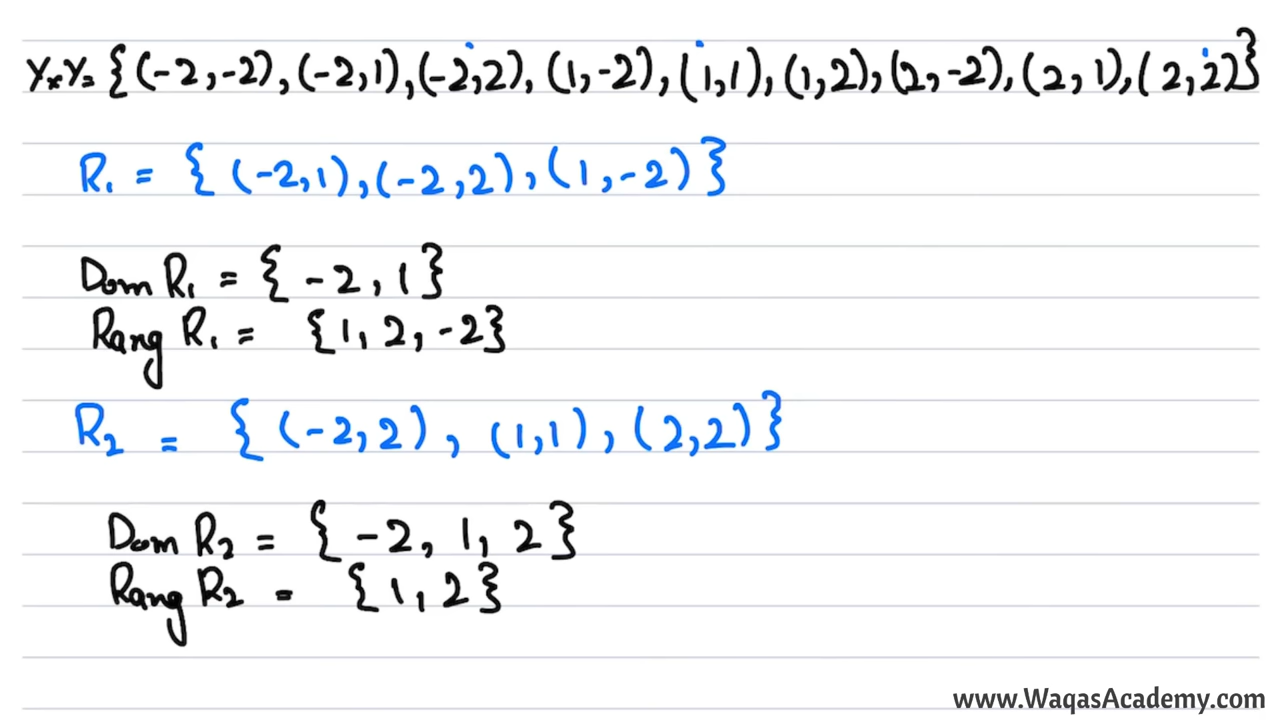 Y×Y= {(-2,-2),(-2,1),(-2,2),(1,-2),(1,1),(1,2),(2,-2),(2,1),(2,2)}
R₁ = {(-2,1),(-2,2),(1,-2)}
Dom R₁ = {-2,1}
Rang R₁ = {1,2,-2}
R₂ = {(-2,2),(1,1),(2,2)}
Dom R₂ = {-2,1,2}
Rang R₂ = {1,2}
www.WaqasAcademy.com